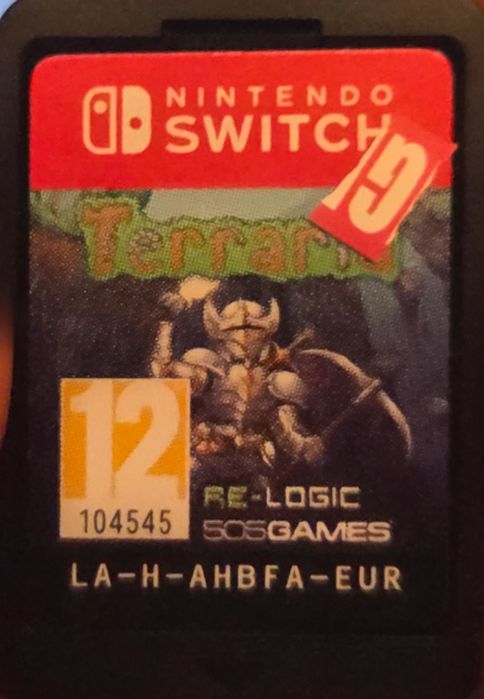 NINTENDO
SWITCH
Terraria
12
104545
RE-LOGIC
505GAMES
LA-H-AHBFA-EUR